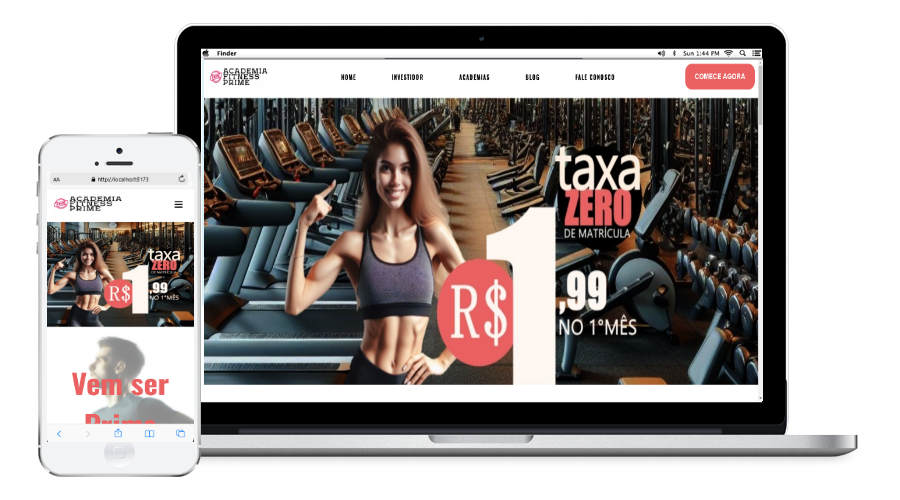 Finder
Sun 1:44 PM
ACADEMIA
FITNESS
PRIME
HOME
INVESTIDOR
ACADEMIAS
BLOG
FALE CONOSCO
COMECE AGORA
taxa
ZERO
DE MATRÍCULA
R$ 1,99
NO 1°MÊS
AA
http://localhost:5173
ACADEMIA
FITNESS
PRIME
taxa
ZERO
DE MATRÍCULA
R$ 1,99
NO 1°MÊS
Vem ser
Prime